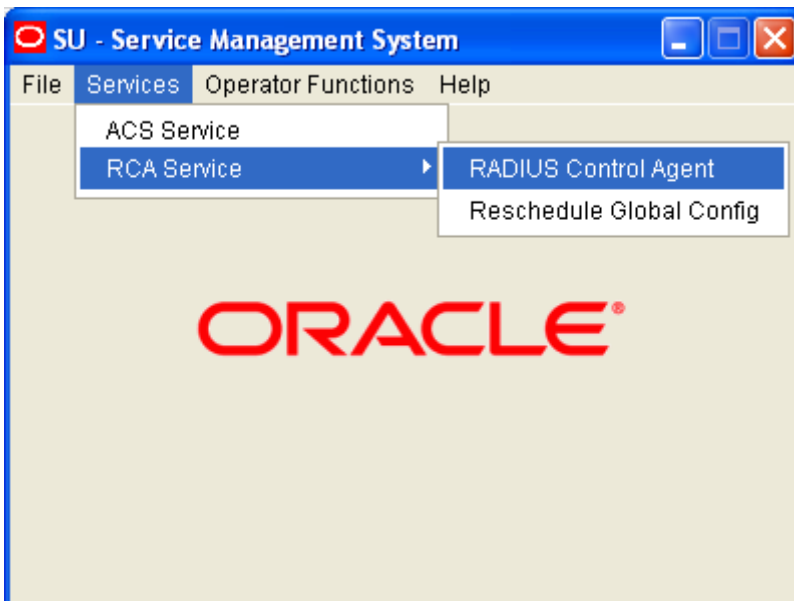 SU - Service Management System
File Services Operator Functions Help
ACS Service
RCA Service
RADIUS Control Agent
Reschedule Global Config
ORACLE®